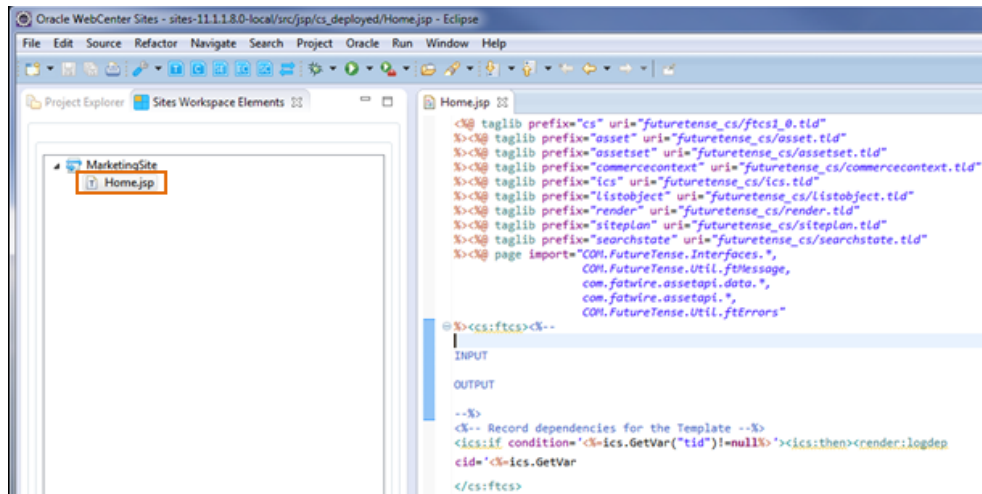 Oracle WebCenter Sites - sites-11.1.1.8.0-local/src/jsp/cs_deployed/Home.jsp - Eclipse
File Edit Source Refactor Navigate Search Project Oracle Run Window Help
Project Explorer Sites Workspace Elements
MarketingSite
Home.jsp
Home.jsp
<%@ taglib prefix="cs" uri="futuretense_cs/ftcs1_0.tld"
%><%@ taglib prefix="asset" uri="futuretense_cs/asset.tld"
%><%@ taglib prefix="assetset" uri="futuretense_cs/assetset.tld"
%><%@ taglib prefix="commercecontext" uri="futuretense_cs/commercecontext.tld"
%><%@ taglib prefix="ics" uri="futuretense_cs/ics.tld"
%><%@ taglib prefix="listobject" uri="futuretense_cs/listobject.tld"
%><%@ taglib prefix="render" uri="futuretense_cs/render.tld"
%><%@ taglib prefix="siteplan" uri="futuretense_cs/siteplan.tld"
%><%@ taglib prefix="searchstate" uri="futuretense_cs/searchstate.tld"
%><%@ page import="COM.FutureTense.Interfaces.*,
COM.FutureTense.Util.ftMessage,
com.fatwire.assetapi.data.*,
com.fatwire.assetapi.*,
COM.FutureTense.Util.ftErrors"
%><cs:ftcs><%--
INPUT
OUTPUT
--%>
<%-- Record dependencies for the Template --%>
<ics:if condition='<%=ics.GetVar("tid")!=null%>'><ics:then><render:logdep
cid='<%=ics.GetVar
</cs:ftcs>